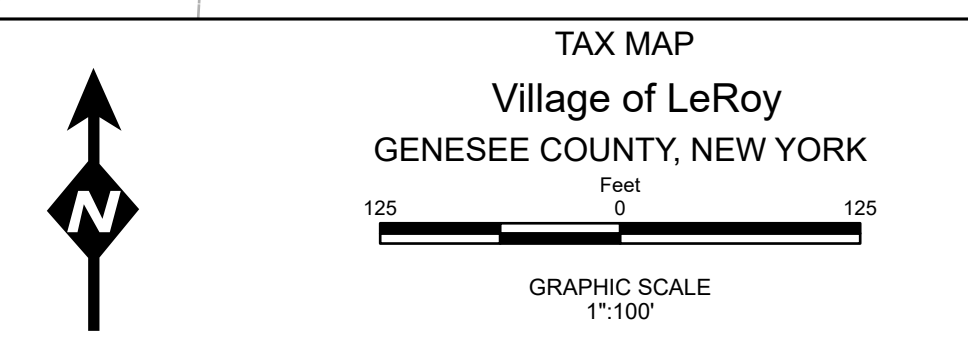 TAX MAP
Village of LeRoy
GENESEE COUNTY, NEW YORK
Feet
125 0 125
N
GRAPHIC SCALE
1":100'